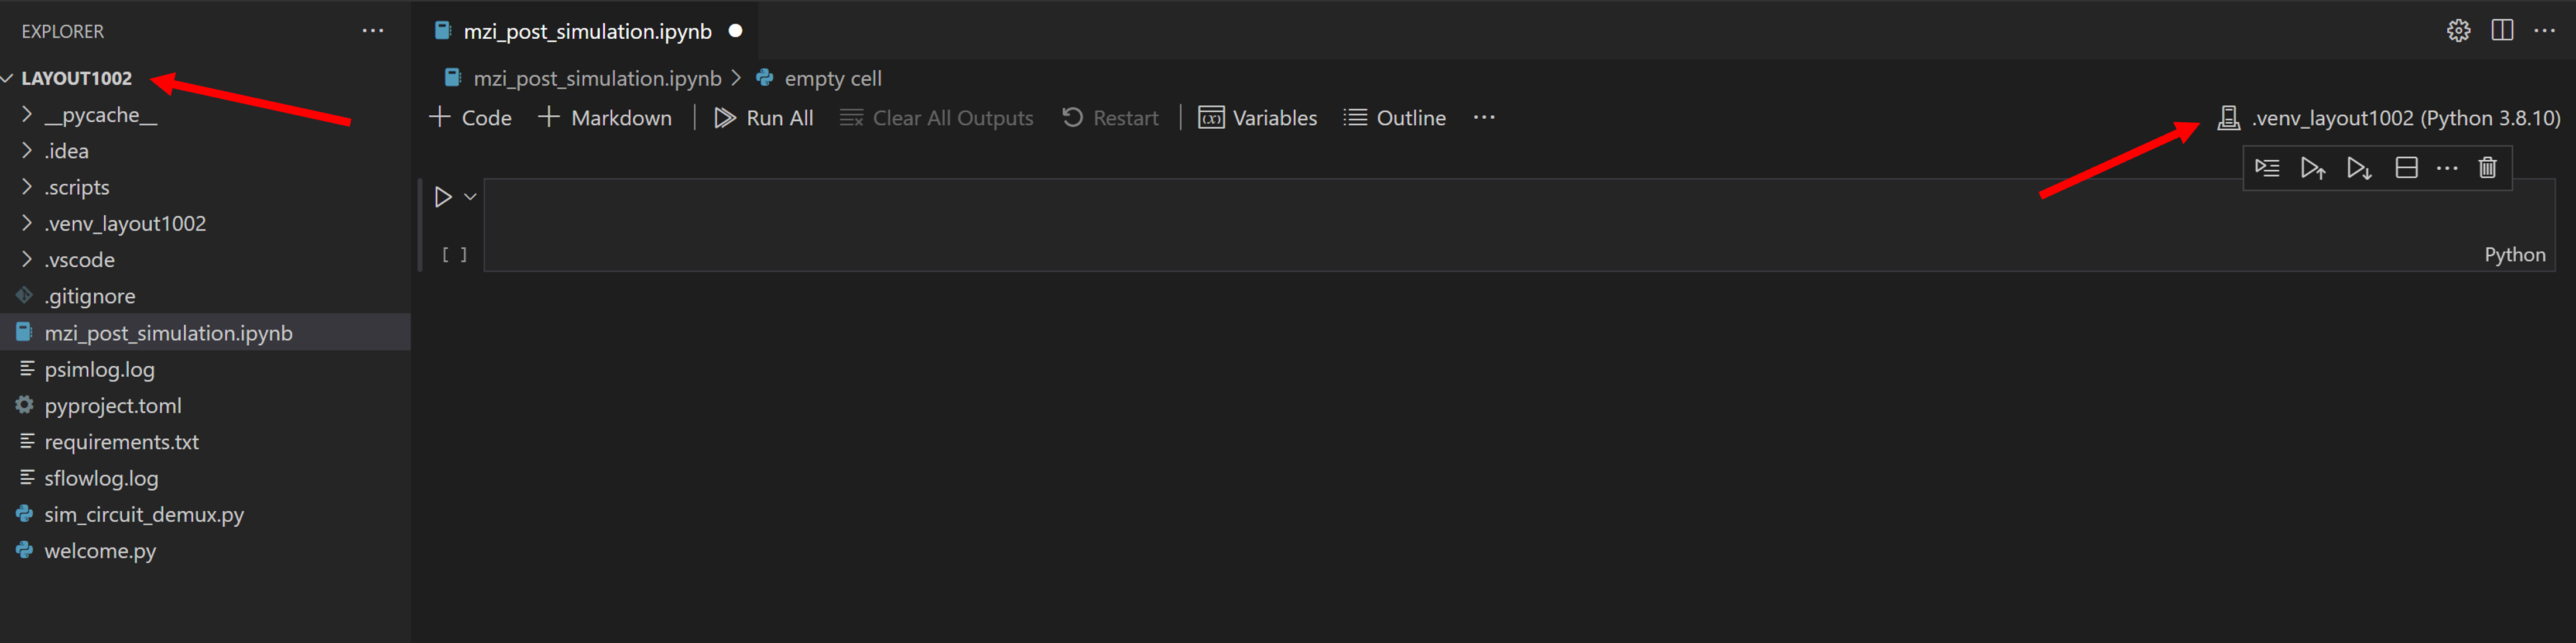 EXPLORER
LAYOUT1002
__pycache__
.idea
.scripts
.venv_layout1002
.vscode
.gitignore
mzi_post_simulation.ipynb
psimlog.log
pyproject.toml
requirements.txt
sflowlog.log
sim_circuit_demux.py
welcome.py
mzi_post_simulation.ipynb
mzi_post_simulation.ipynb > empty cell
+ Code + Markdown | Run All Clear All Outputs Restart | (x) Variables Outline ...
.venv_layout1002 (Python 3.8.10)
[ ]
Python